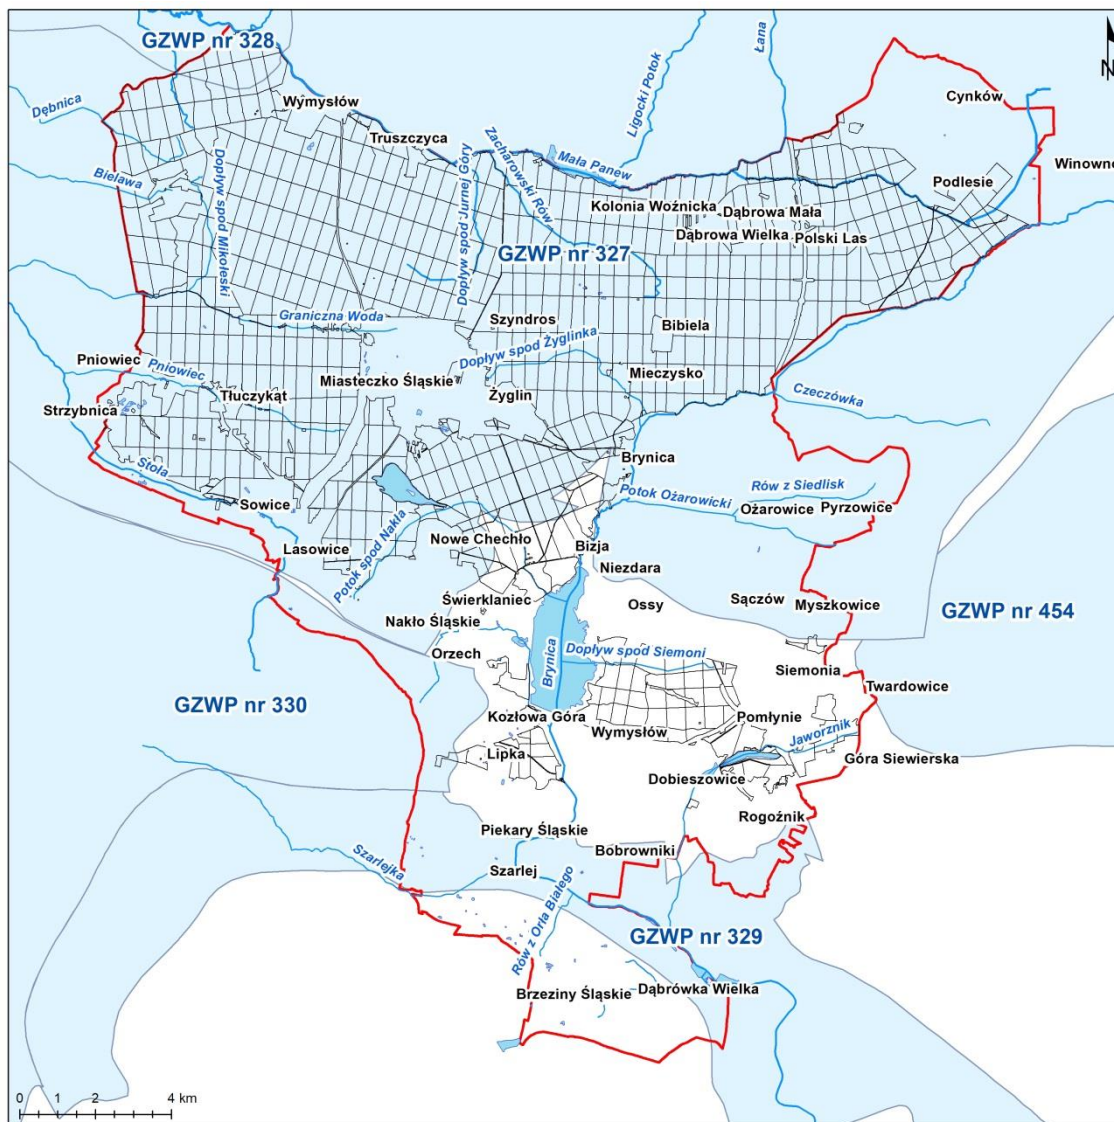 GZWP nr 328
Łana
N
Ligocki Potok
Cynków
Dębnica
Wymysłów
Truszczyca
Zacharowski Rów
Mała Panew
Winowno
Bielawa
Podlesie
Dopływ spod Mikołeski
Dopływ spod Jurnej Góry
Kolonia Woźnicka
Dąbrowa Mała
Dąbrowa Wielka
Polski Las
GZWP nr 327
Graniczna Woda
Szyndros
Bibiela
Dopływ spod Żyglinka
Pniowiec
Pniowiec
Miasteczko Śląskie
Mieczysko
Tłuczykąt
Żyglin
Czeczówka
Strzybnica
Brynica
Stoła
Rów z Siedlisk
Potok Ożarowicki
Sowice
Ożarowice
Pyrzowice
Nowe Chechło
Lasowice
Bizja
Potok spod Nakła
Niezdara
Świerklaniec
Ossy
Sączów
Myszkowice
GZWP nr 454
Nakło Śląskie
Orzech
Brynica
Dopływ spod Siemoni
Siemonia
Twardowice
GZWP nr 330
Kozłowa Góra
Wymysłów
Pomłynie
Jaworznik
Lipka
Góra Siewierska
Dobieszowice
Rogoźnik
Piekary Śląskie
Bobrowniki
Szarlejka
Szarlej
Rów z Orła Białego
GZWP nr 329
Brzeziny Śląskie
Dąbrówka Wielka
0 1 2 4 km